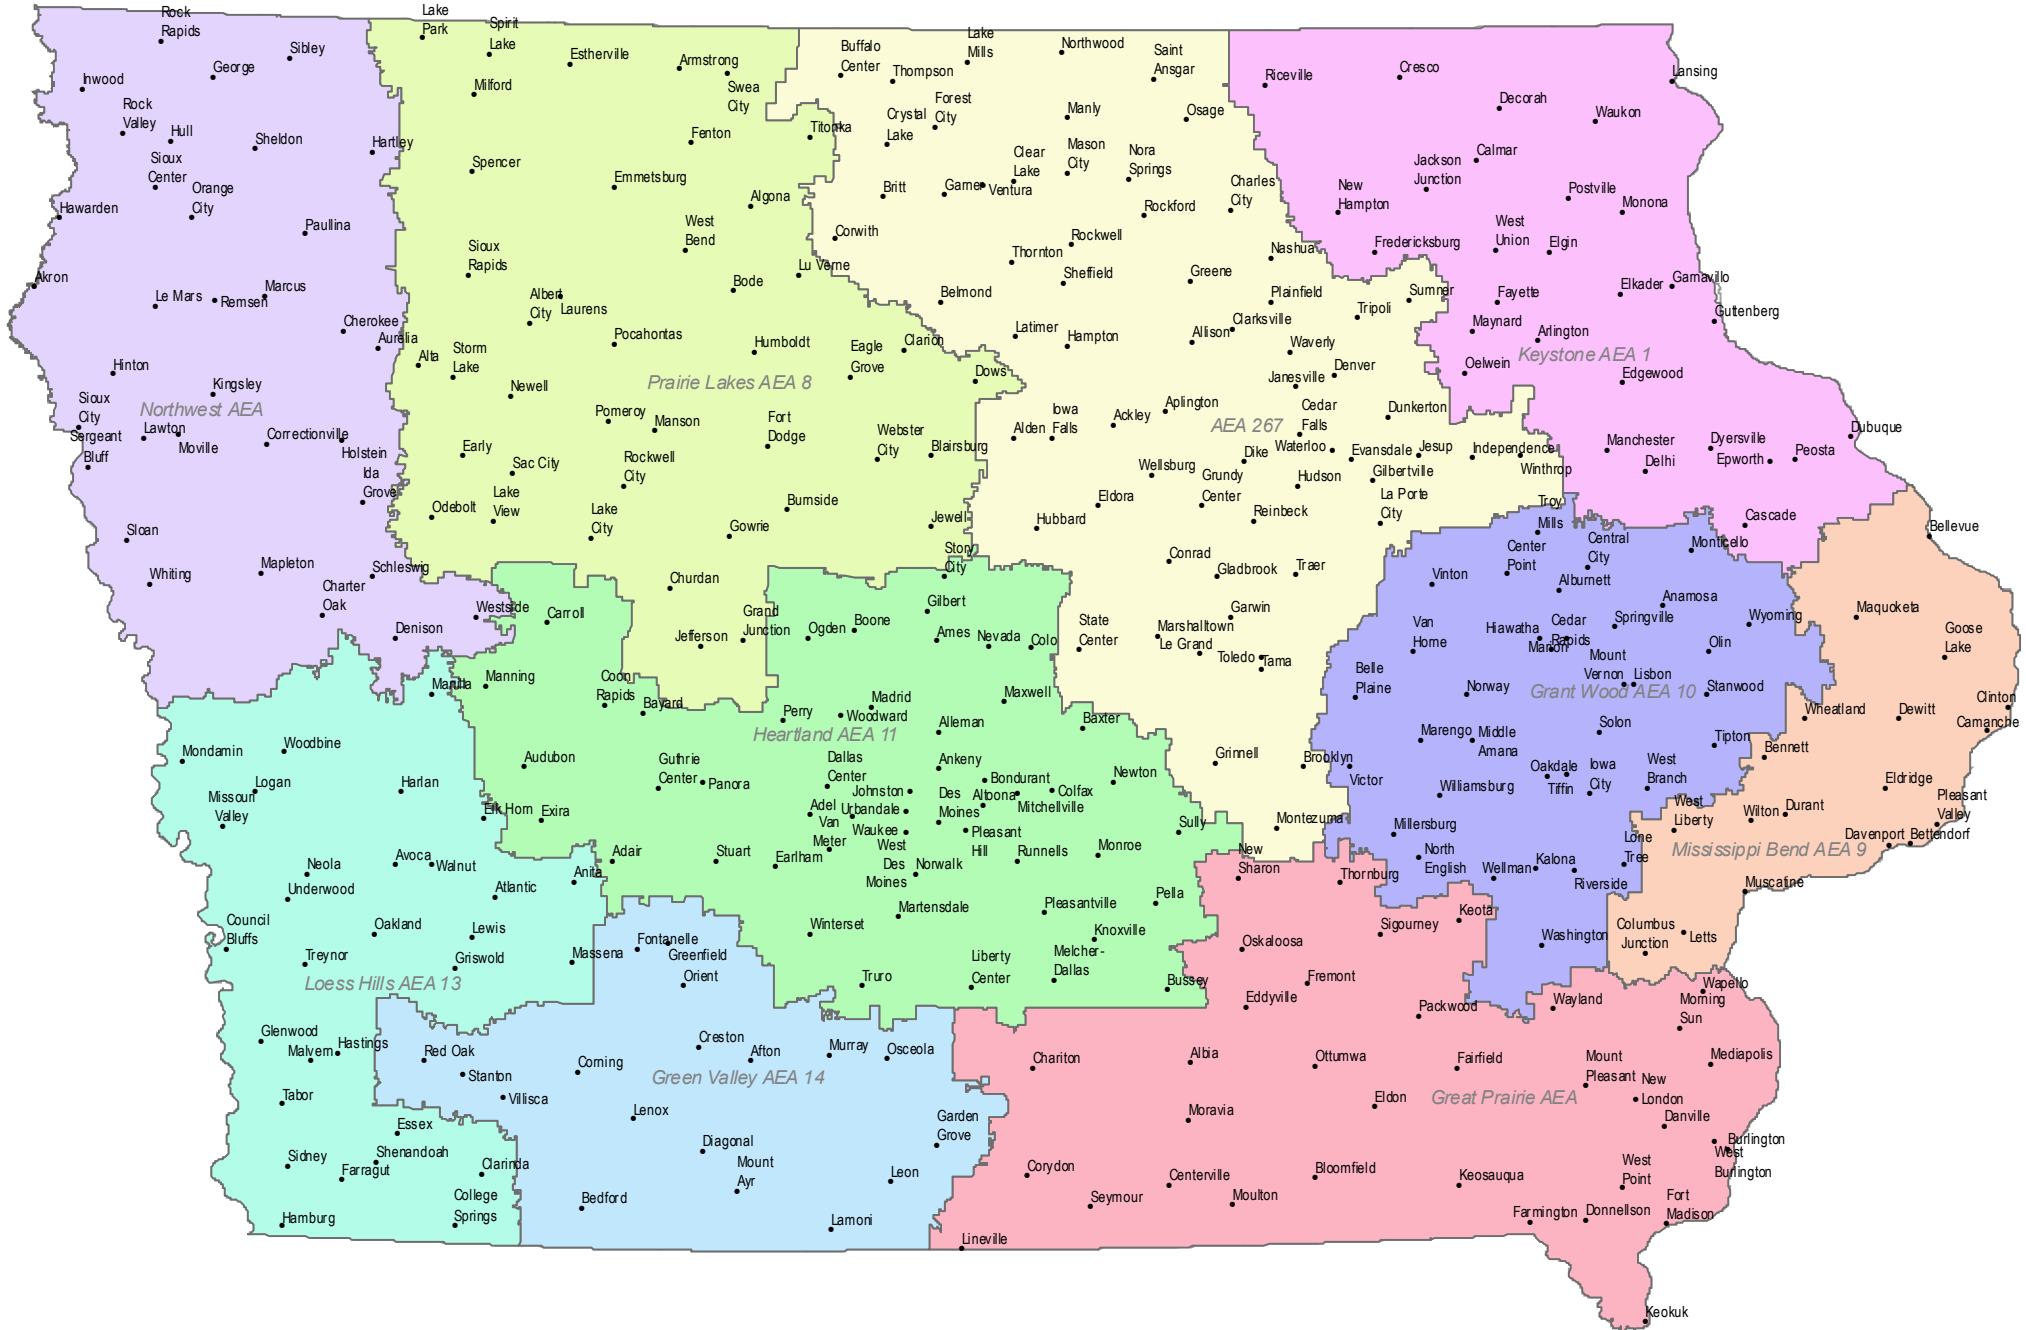 Rock
Rapids
Sibley
George
Inwood
Rock
Valley
Hull
Sheldon
Hartley
Sioux
Center
Orange
City
Hawarden
Paullina
Akron
Le Mars
Remsen
Marcus
Cherokee
Aurelia
Hinton
Kingsley
Northwest AEA
Sioux
City
Sergeant
Bluff
Lawton
Moville
Correctionville
Holstein
Ida
Grove
Sloan
Whiting
Mapleton
Schleswig
Charter
Oak
Denison
Westside
Lake
Park
Spirit
Lake
Estherville
Armstrong
Swea
City
Milford
Fenton
Titonka
Spencer
Emmetsburg
Algona
West
Bend
Sioux
Rapids
Lu Verne
Bode
Albert
City
Laurens
Pocahontas
Humboldt
Eagle
Grove
Clarion
Dows
Alta
Storm
Lake
Newell
Prairie Lakes AEA 8
Pomeroy
Manson
Fort
Dodge
Webster
City
Blairsburg
Early
Sac City
Rockwell
City
Odebolt
Lake
View
Lake
City
Burnside
Gowrie
Jewell
Churdan
Grand
Junction
Jefferson
Buffalo
Center
Thompson
Lake
Mills
Northwood
Saint
Ansgar
Crystal
Lake
Forest
City
Manly
Osage
Clear
Lake
Mason
City
Nora
Springs
Britt
Garner
Ventura
Charles
City
Rockford
Corwith
Thornton
Rockwell
Sheffield
Nashua
Greene
Belmond
Plainfield
Sumner
Tripoli
Latimer
Hampton
Allison
Clarksville
Waverly
Denver
Janesville
AEA 267
Alden
Iowa
Falls
Ackley
Aplington
Cedar
Falls
Dunkerton
Waterloo
Evansdale
Jesup
Independence
Winthrop
Dike
Gilbertville
Hudson
La Porte
City
Wellsburg
Grundy
Center
Eldora
Hubbard
Reinbeck
Conrad
Gladbrook
Traer
Garwin
State
Center
Marshalltown
Le Grand
Toledo
Tama
Grinnell
Brooklyn
Montezuma
Riceville
Cresco
Lansing
Decorah
Waukon
Calmar
Jackson
Junction
New
Hampton
Postville
Monona
Fredericksburg
West
Union
Elgin
Fayette
Elkader
Garnavillo
Guttenberg
Maynard
Arlington
Keystone AEA 1
Oelwein
Edgewood
Manchester
Delhi
Dyersville
Epworth
Peosta
Dubuque
Cascade
Troy
Mills
Center
Point
Central
City
Monticello
Vinton
Alburnett
Anamosa
Wyoming
Van
Horne
Hiawatha
Cedar
Rapids
Marion
Springville
Olin
Belle
Plaine
Mount
Vernon
Lisbon
Norway
Grant Wood AEA 10
Stanwood
Marengo
Middle
Amana
Solon
Tipton
Victor
Williamsburg
Oakdale
Tiffin
Iowa
City
West
Branch
Millersburg
North
English
Wellman
Kalona
Riverside
Lone
Tree
Washington
Bellevue
Maquoketa
Goose
Lake
Clinton
Camanche
Wheatland
Dewitt
Bennett
Eldridge
Pleasant
Valley
West
Liberty
Wilton
Durant
Davenport
Bettendorf
Mississippi Bend AEA 9
Muscatine
Columbus
Junction
Letts
Story
City
Carroll
Gilbert
Ogden
Boone
Ames
Nevada
Colo
Manning
Coon
Rapids
Bayard
Perry
Madrid
Woodward
Maxwell
Heartland AEA 11
Alleman
Baxter
Audubon
Guthrie
Center
Panora
Dallas
Center
Ankeny
Bondurant
Newton
Johnston
Altoona
Colfax
Mitchellville
Exira
Adel
Urbandale
Des
Moines
Van
Meter
Waukee
Pleasant
Hill
Sully
Adair
Stuart
Earlham
West
Des
Moines
Norwalk
Runnells
Monroe
Pella
Winterset
Martensdale
Pleasantville
Knoxville
Truro
Liberty
Center
Melcher-
Dallas
Bussey
Manilla
Mondamin
Woodbine
Logan
Missouri
Valley
Harlan
Elk Horn
Neola
Avoca
Walnut
Underwood
Atlantic
Anita
Council
Bluffs
Oakland
Lewis
Treynor
Griswold
Massena
Loess Hills AEA 13
Glenwood
Malvern
Hastings
Tabor
Essex
Sidney
Shenandoah
Farragut
Clarinda
Hamburg
College
Springs
Fontanelle
Greenfield
Orient
Red Oak
Stanton
Villisca
Corning
Creston
Afton
Murray
Osceola
Green Valley AEA 14
Lenox
Diagonal
Mount
Ayr
Garden
Grove
Leon
Bedford
Lamoni
New
Sharon
Thornburg
Sigourney
Keota
Oskaloosa
Fremont
Eddyville
Packwood
Wayland
Wapello
Morning
Sun
Chariton
Albia
Ottumwa
Fairfield
Mount
Pleasant
Mediapolis
Great Prairie AEA
New
London
Danville
Moravia
Eldon
Burlington
West
Burlington
Corydon
Seymour
Centerville
Moulton
Bloomfield
Keosauqua
West
Point
Fort
Madison
Farmington
Donnellson
Lineville
Keokuk